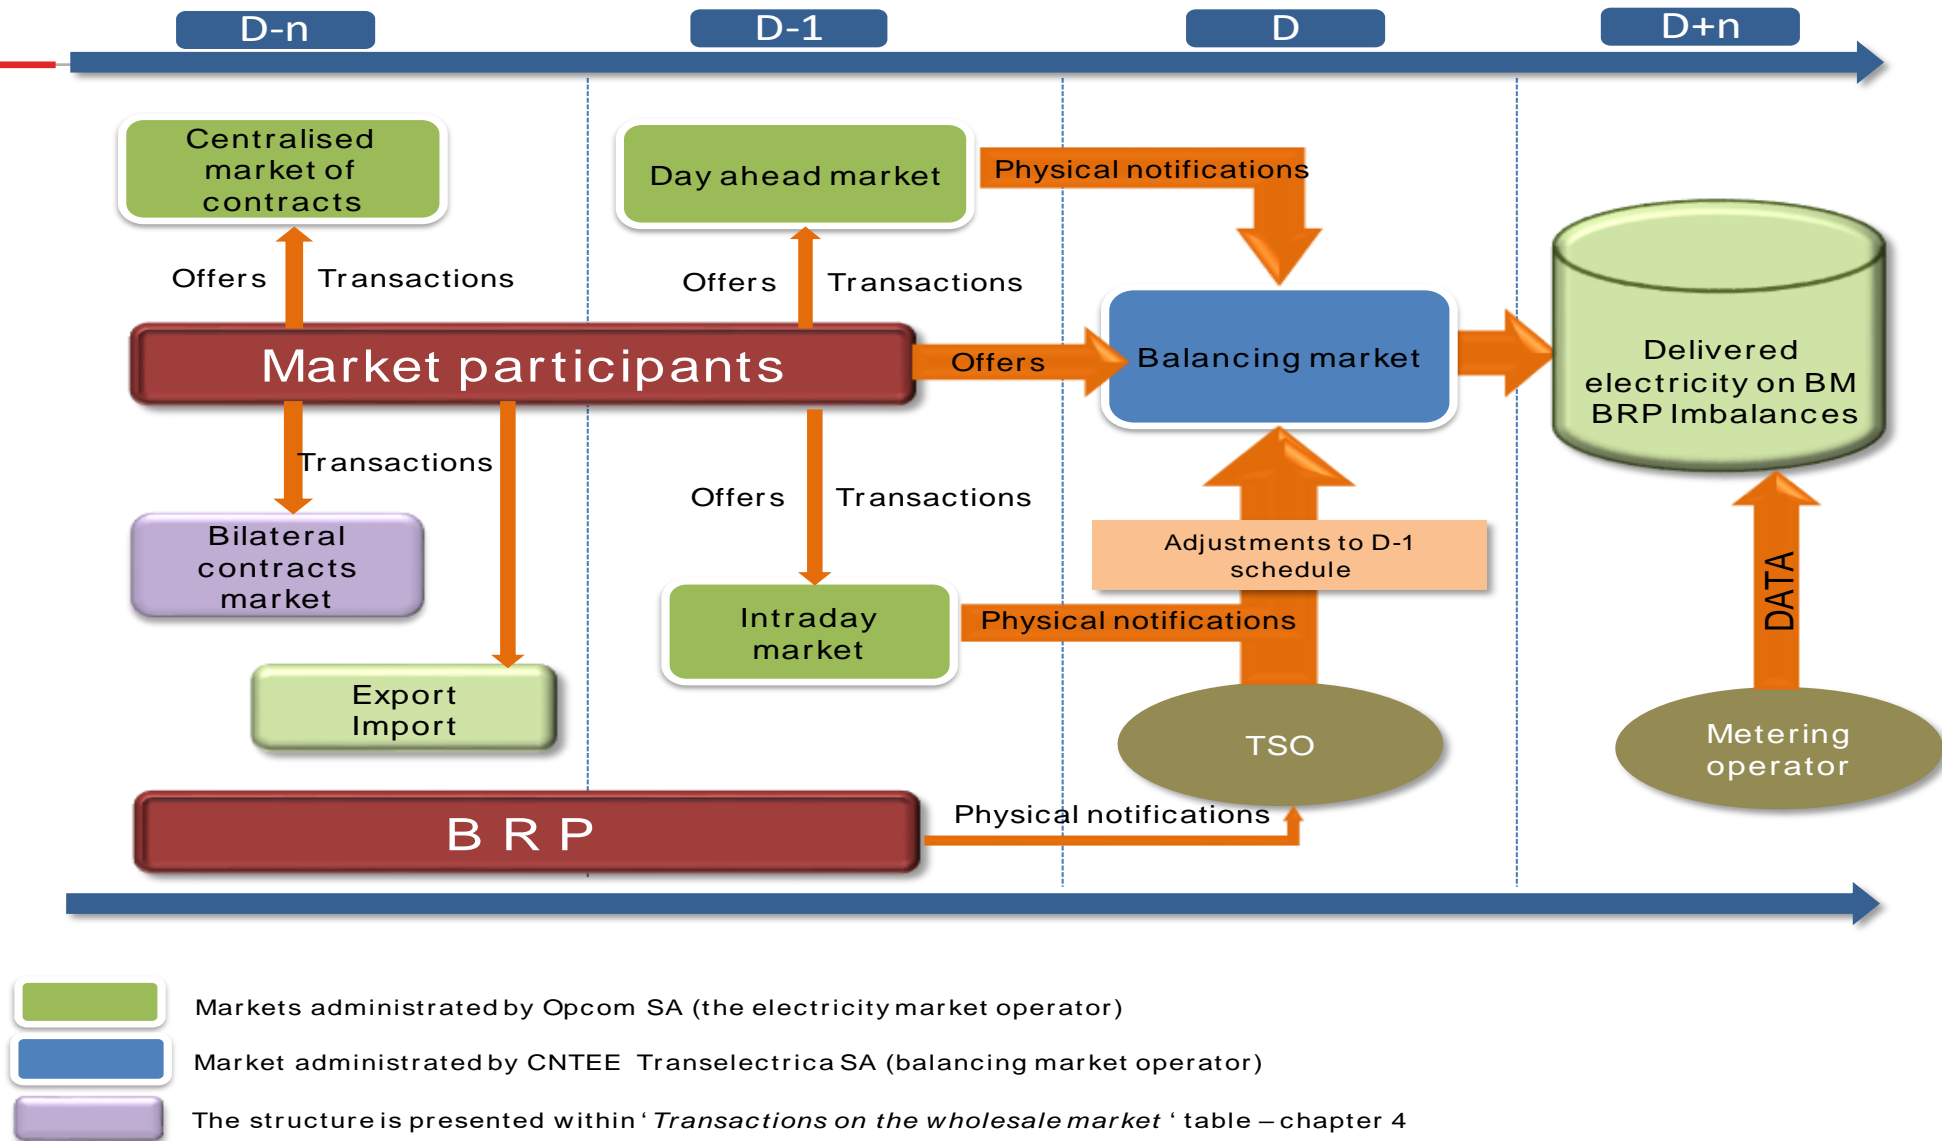 D-n
D-1
D
D+n
Centralised
market of
contracts
Day ahead market
Physical notifications
Offers
Transactions
Offers
Transactions
Market participants
Offers
Balancing market
Delivered
electricity on BM
BRP Imbalances
Transactions
Offers
Transactions
Bilateral
contracts
market
Adjustments to D-1
schedule
DATA
Intraday
market
Physical notifications
Export
Import
TSO
Metering
operator
BRP
Physical notifications
Markets administrated by Opcom SA (the electricity market operator)
Market administrated by CNTEE Transelectrica SA (balancing market operator)
The structure is presented within ‘ Transactions on the wholesale market ‘ table – chapter 4